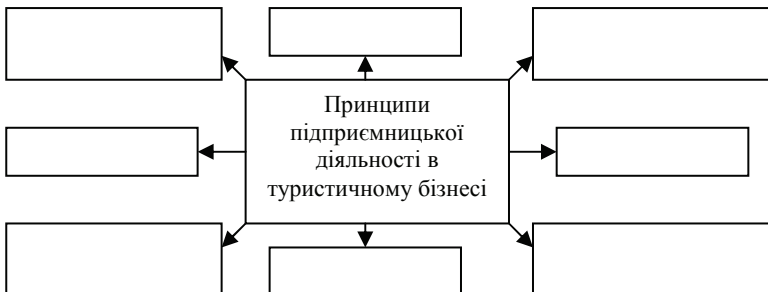 Принципи
підприємницької
діяльності в
туристичному бізнесі